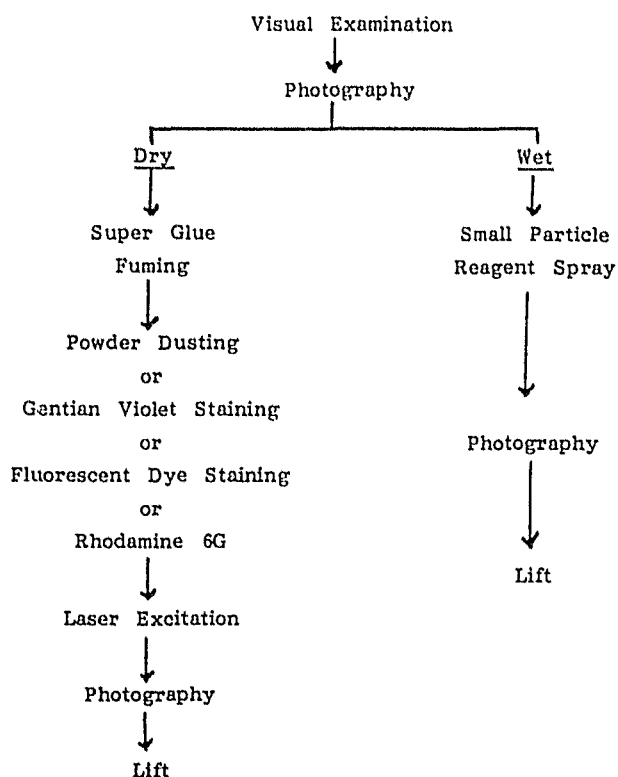 Visual Examination
Photography
Dry
Super Glue
Fuming
Powder Dusting
or
Gentian Violet Staining
or
Fluorescent Dye Staining
or
Rhodamine 6G
Laser Excitation
Photography
Lift
Wet
Small Particle
Reagent Spray
Photography
Lift